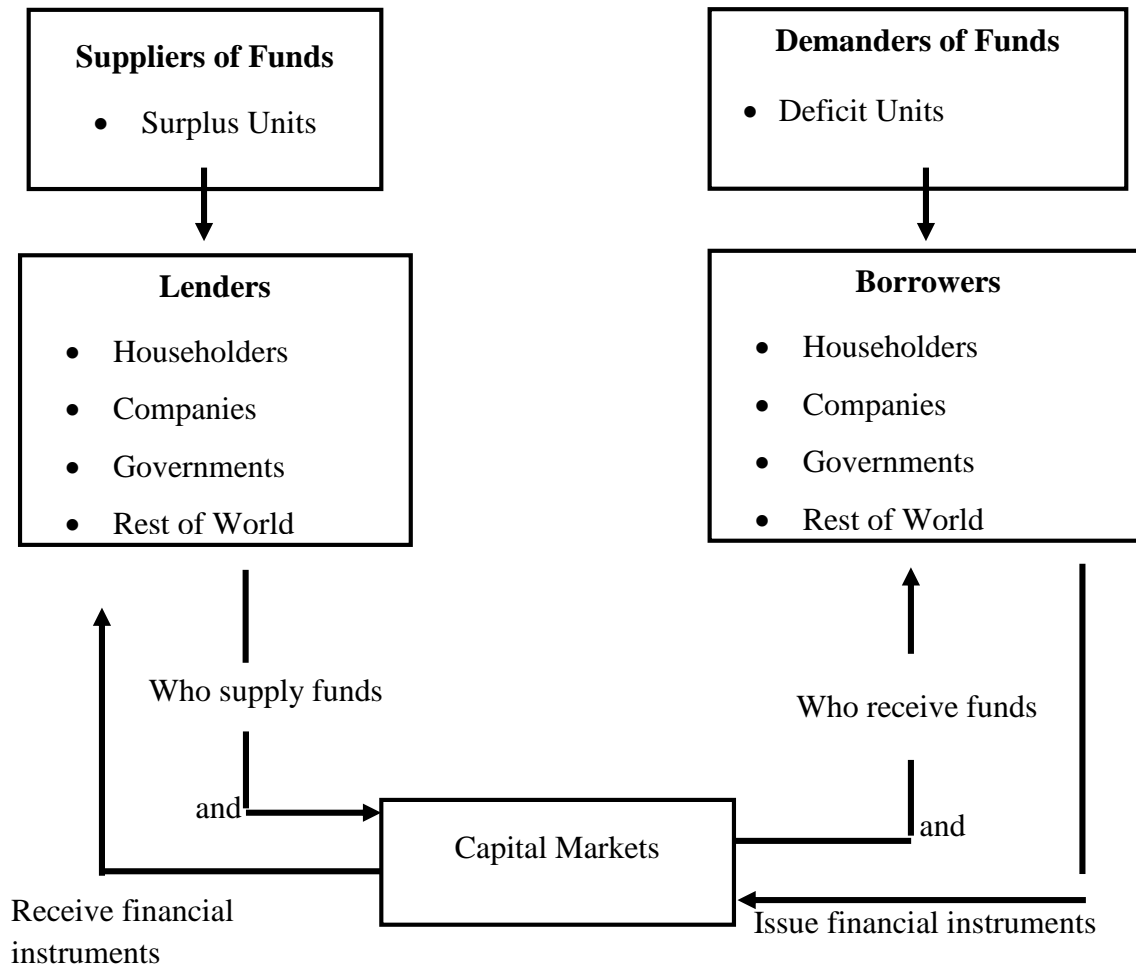 Suppliers of Funds
• Surplus Units
Demanders of Funds
• Deficit Units
Lenders
• Householders
• Companies
• Governments
• Rest of World
Borrowers
• Householders
• Companies
• Governments
• Rest of World
Who supply funds
and
Receive financial
instruments
Capital Markets
Who receive funds
and
Issue financial instruments